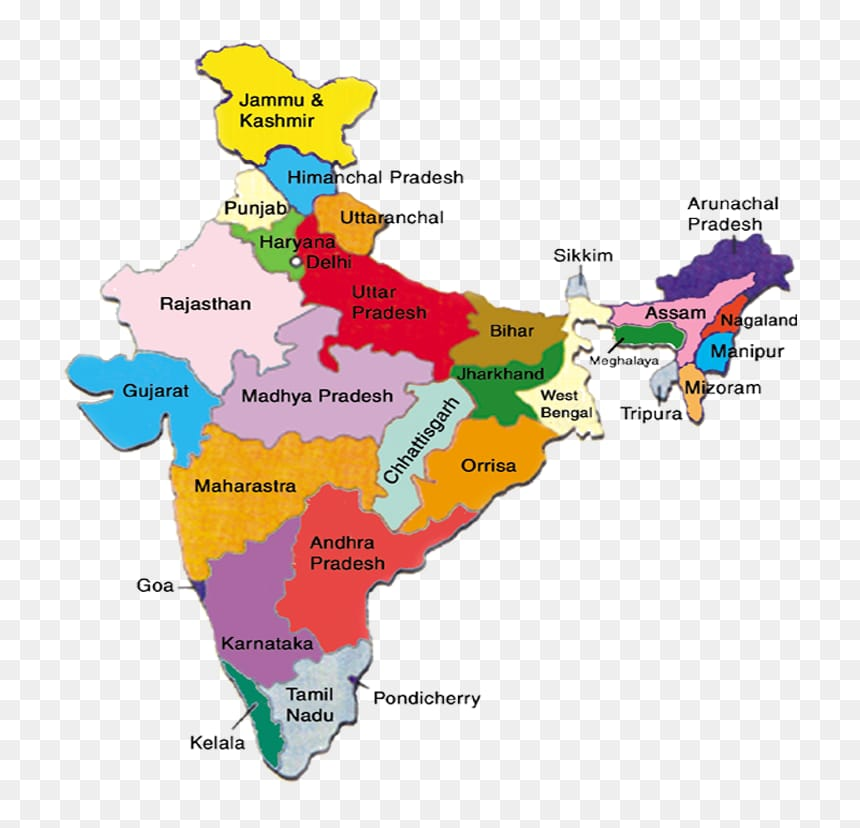 Jammu &
Kashmir
Himanchal Pradesh
Punjab
Uttaranchal
Arunachal
Pradesh
Haryana
Delhi
Sikkim
Rajasthan
Uttar
Pradesh
Assam
Nagaland
Bihar
Meghalaya
Manipur
Jharkhand
Gujarat
Madhya Pradesh
West
Bengal
Mizoram
Tripura
Chhattisgarh
Orrisa
Maharastra
Andhra
Pradesh
Goa
Karnataka
Tamil
Nadu
Pondicherry
Kelala